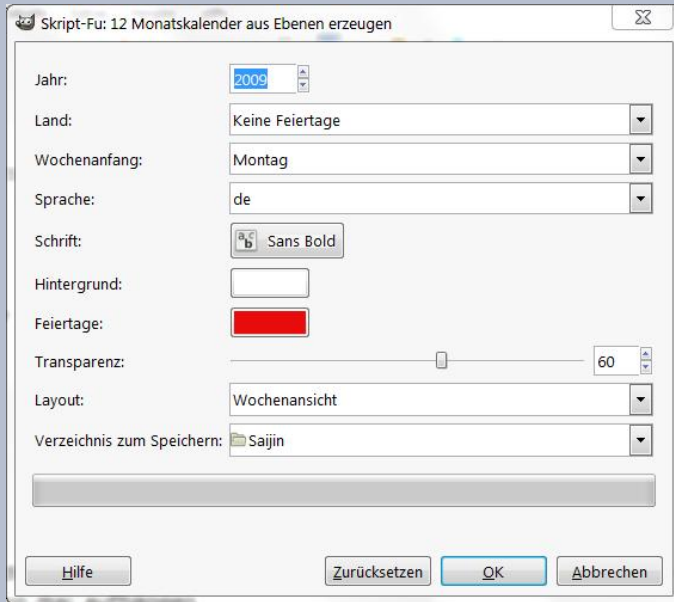 Skript-Fu: 12 Monatskalender aus Ebenen erzeugen
Jahr: 2009
Land: Keine Feiertage
Wochenanfang: Montag
Sprache: de
Schrift: Sans Bold
Hintergrund:
Feiertage:
Transparenz: 60
Layout: Wochenansicht
Verzeichnis zum Speichern: Saijin
Hilfe Zurücksetzen OK Abbrechen